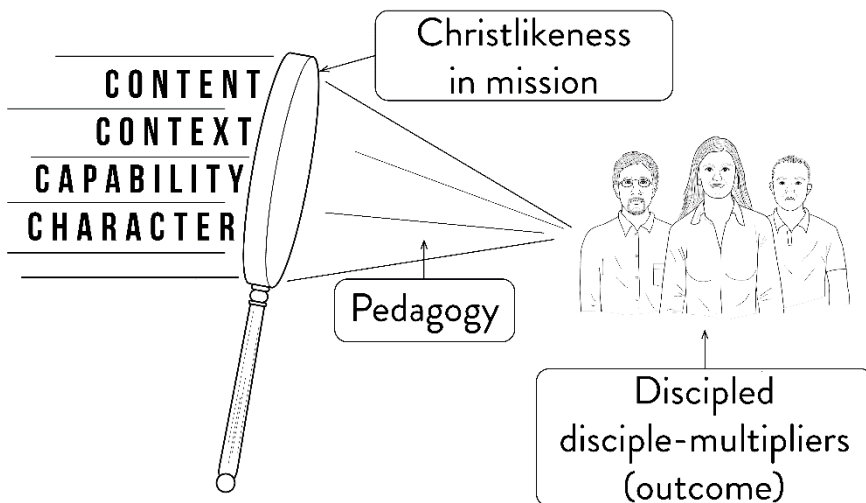 CONTENT
CONTEXT
CAPABILITY
CHARACTER
Christlikeness
in mission
Pedagogy
Discipled
disciple-multipliers
(outcome)